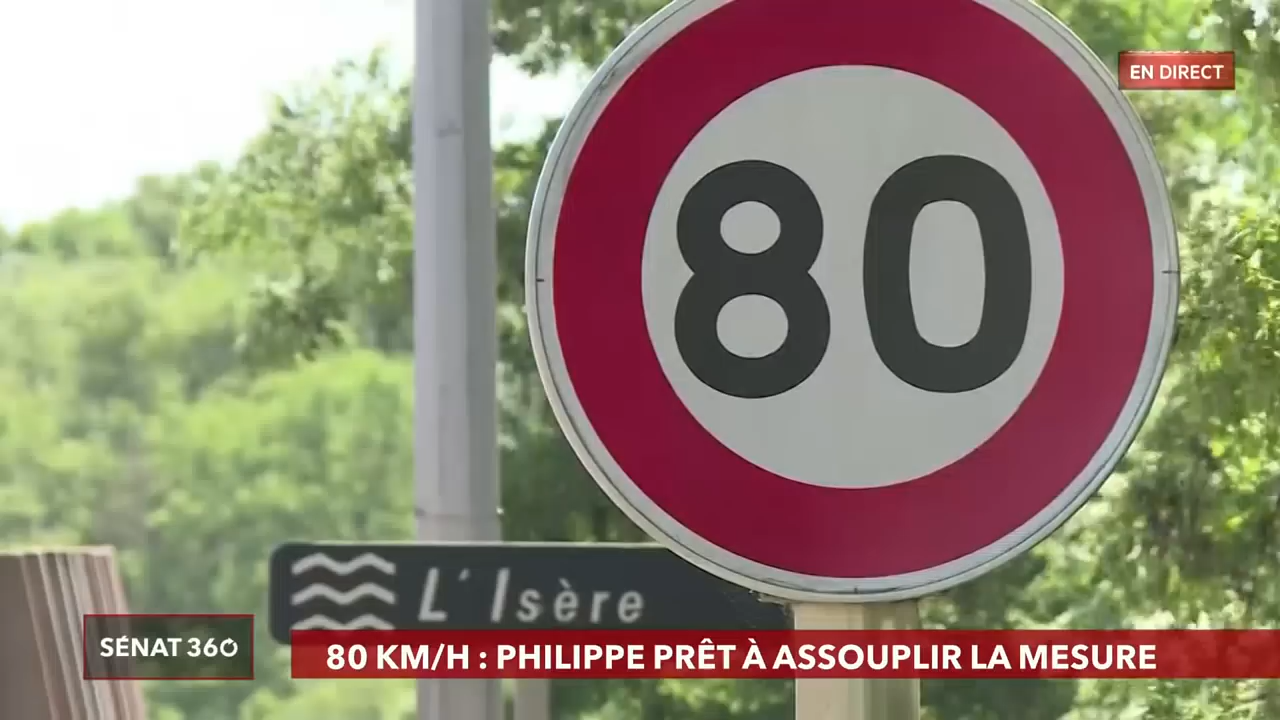 EN DIRECT
80
L'Isère
SÉNAT 360
80 KM/H : PHILIPPE PRÊT À ASSOUPLIR LA MESURE